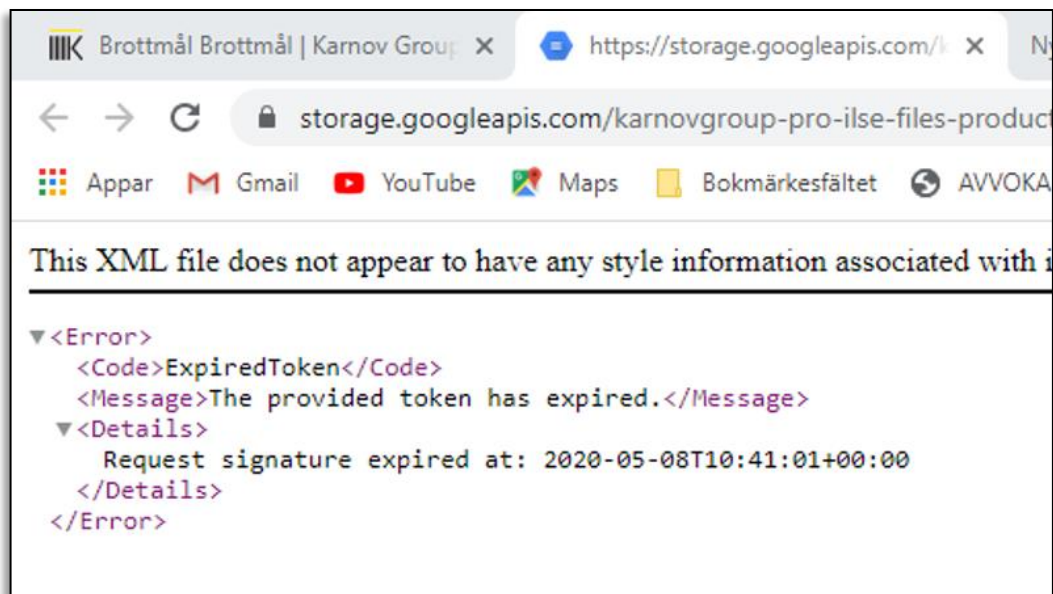 Brottmål Brottmål | Karnov Group
https://storage.googleapis.com/
storage.googleapis.com/karnovgroup-pro-ilse-files-product
Appar Gmail YouTube Maps Bokmärkesfältet AVVOKA
This XML file does not appear to have any style information associated with
▼<Error>
<Code>ExpiredToken</Code>
<Message>The provided token has expired.</Message>
▼<Details>
Request signature expired at: 2020-05-08T10:41:01+00:00
</Details>
</Error>